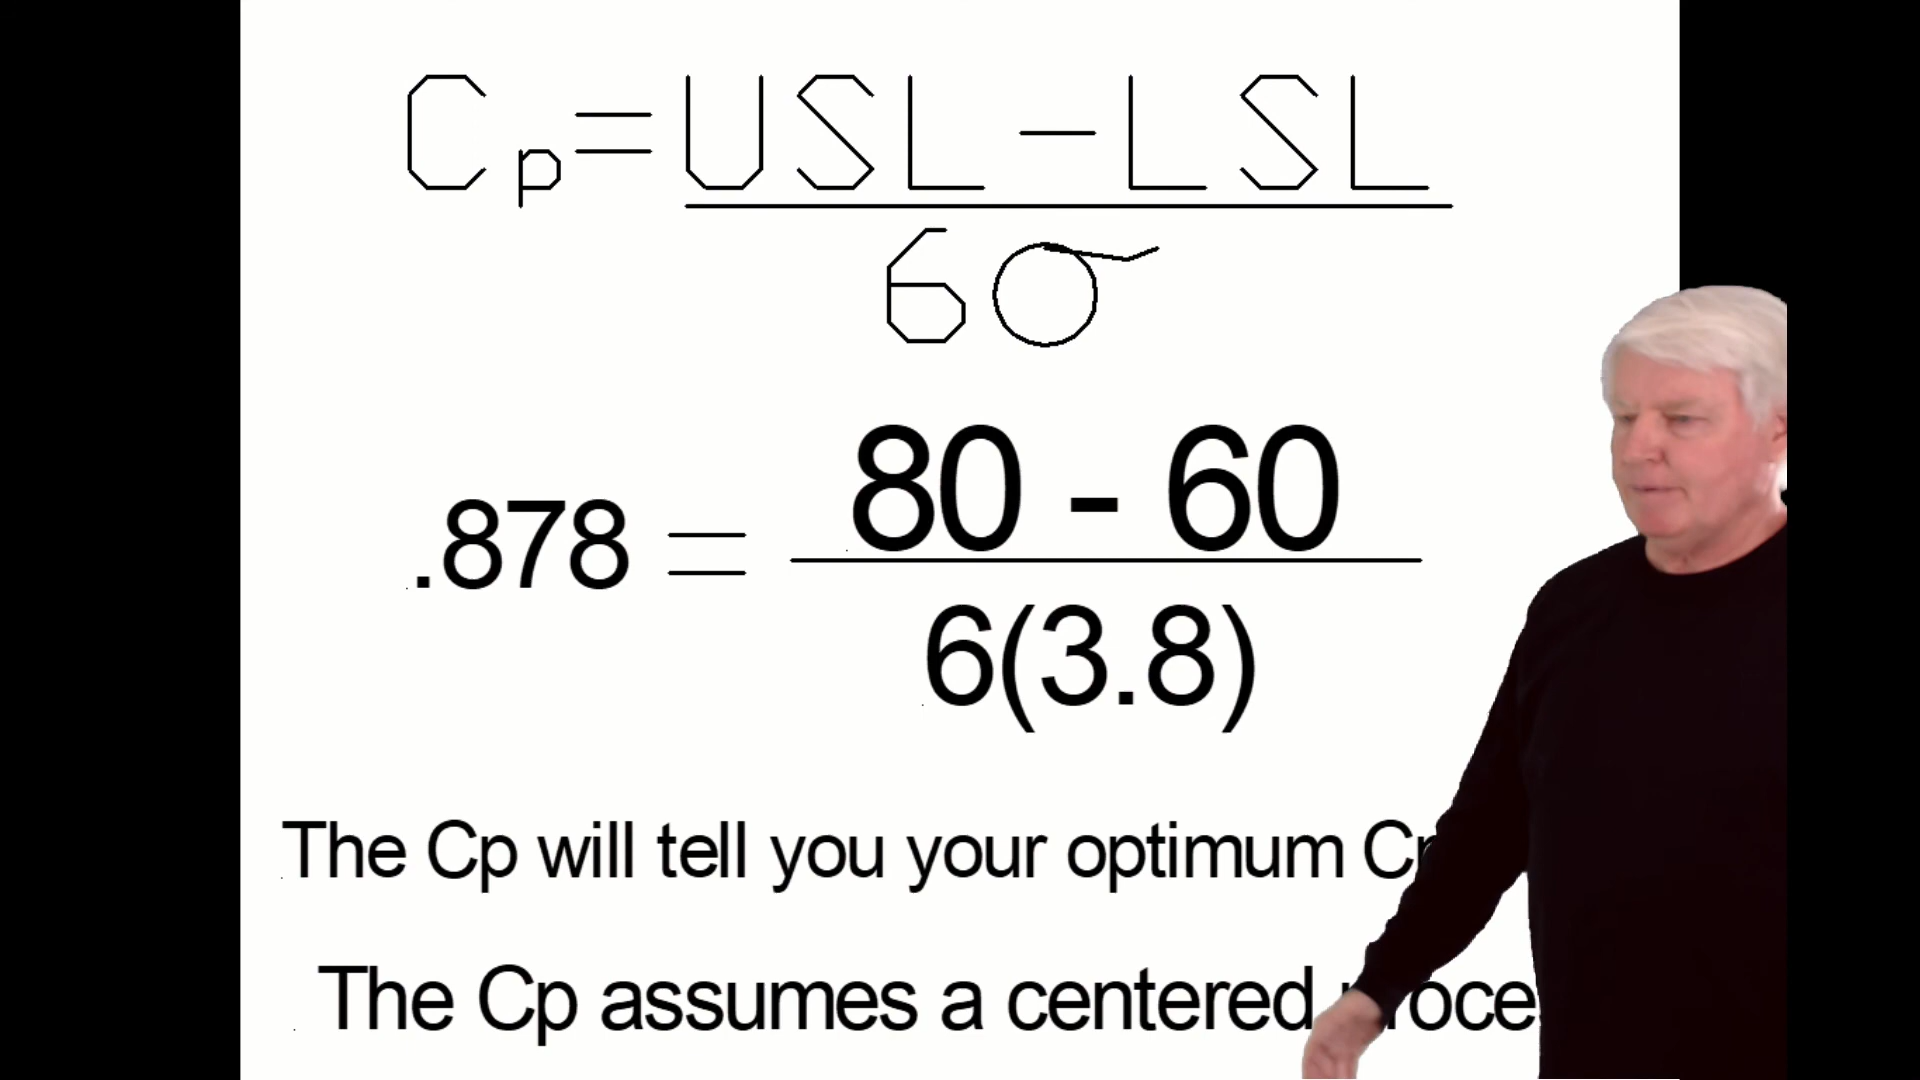 Cp = USL - LSL
6σ
.878 = 80 - 60
6(3.8)
The Cp will tell you your optimum
The Cp assumes a centered